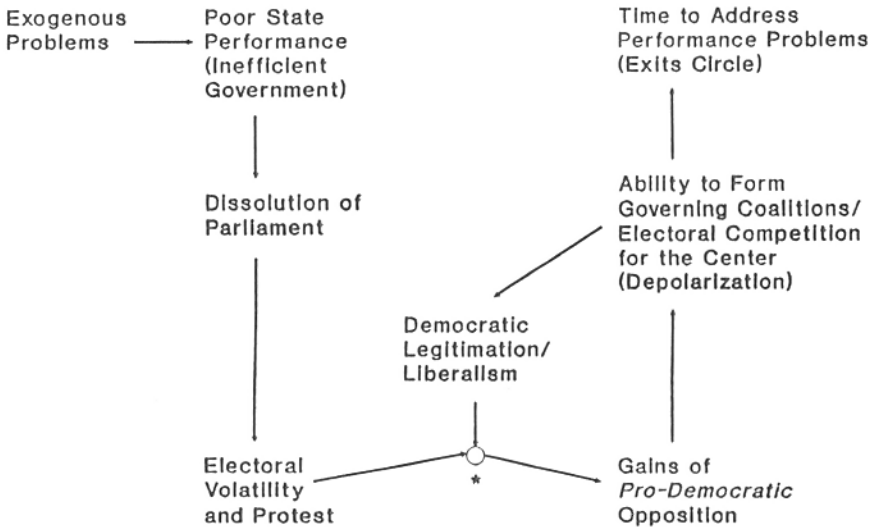 Exogenous
Problems
Poor State
Performance
(Inefficient
Government)
Dissolution of
Parliament
Electoral
Volatility
and Protest
Democratic
Legitimation/
Liberalism
*
Gains of
Pro-Democratic
Opposition
Ability to Form
Governing Coalitions/
Electoral Competition
for the Center
(Depolarization)
Time to Address
Performance Problems
(Exits Circle)